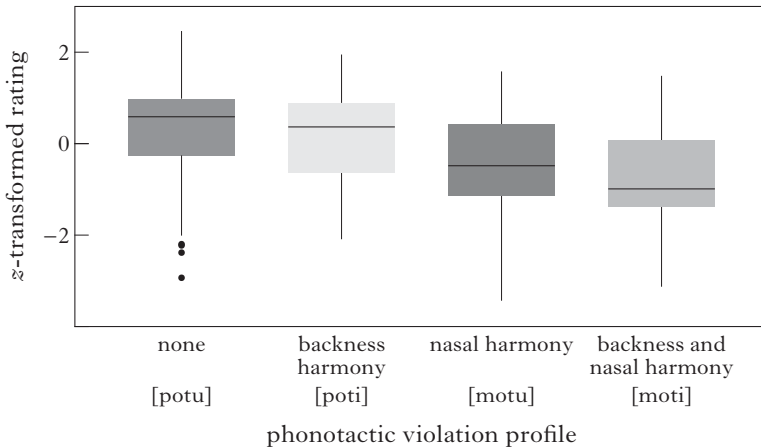 z-transformed rating
2
0
−2
none
backness harmony
nasal harmony
backness and nasal harmony
[potu]
[poti]
[motu]
[moti]
phonotactic violation profile